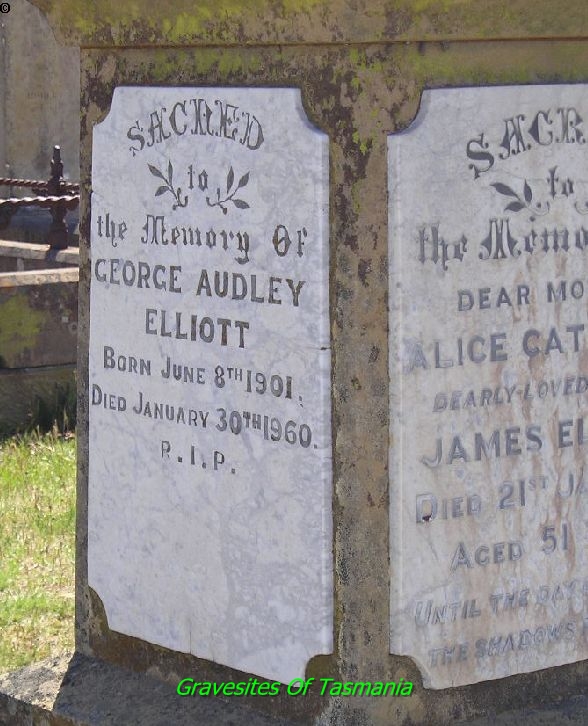 ©
SACRED
to
the Memory Of
GEORGE AUDLEY
ELLIOTT
BORN JUNE 8TH 1901.
DIED JANUARY 30TH 1960.
R.I.P.
SACRE
to
the Memo
DEAR MO
ALICE CAT
DEARLY-LOVED
JAMES EL
DIED 21ST JA
AGED 51
UNTIL THE DAY
THE SHADOWS
Gravesites Of Tasmania